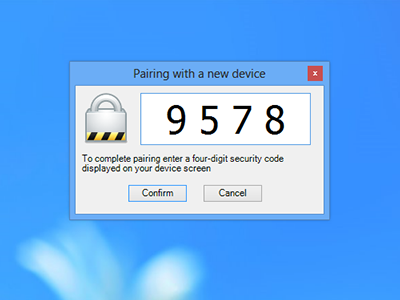 Pairing with a new device
x
9 5 7 8
To complete pairing enter a four-digit security code
displayed on your device screen
Confirm Cancel